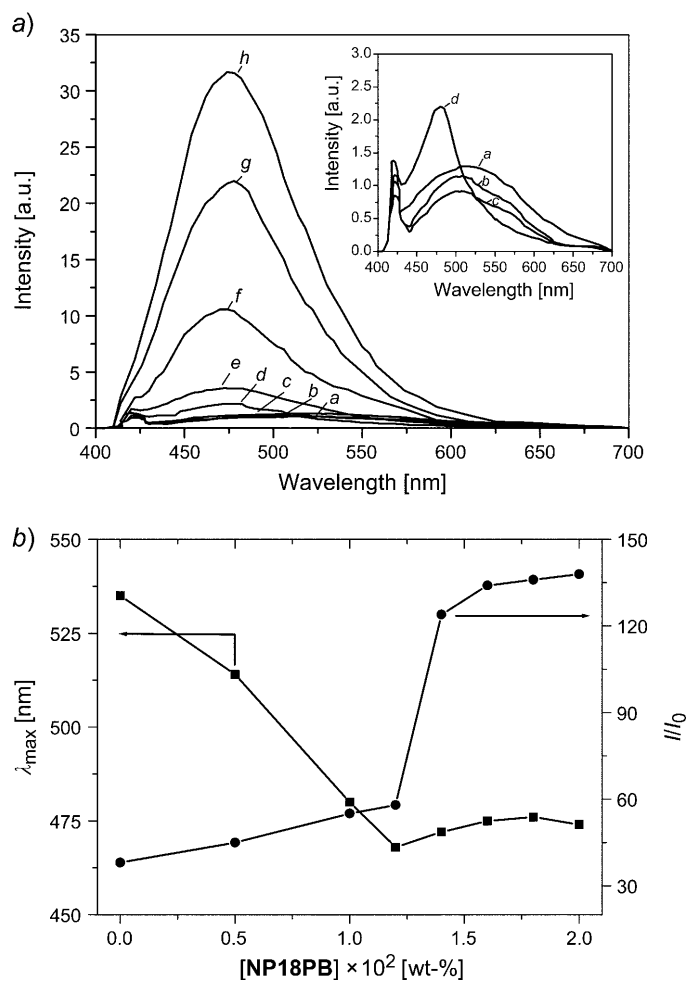 a)
35
30
25
20
15
10
5
0
Intensity [a.u.]
400 450 500 550 600 650 700
Wavelength [nm]
h
g
f
e
d
c
b
a
3.0
2.5
2.0
1.5
1.0
0.5
0.0
Intensity [a.u.]
400 450 500 550 600 650 700
Wavelength [nm]
d
a
b
c
b)
550
525
500
475
450
λmax [nm]
150
120
90
60
30
I/I0
0.0 0.5 1.0 1.5 2.0
[NP18PB] × 10² [wt-%]